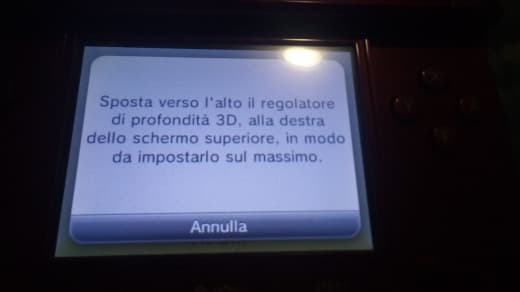 Sposta verso l'alto il regolatore
di profondità 3D, alla destra
dello schermo superiore, in modo
da impostarlo sul massimo.
Annulla